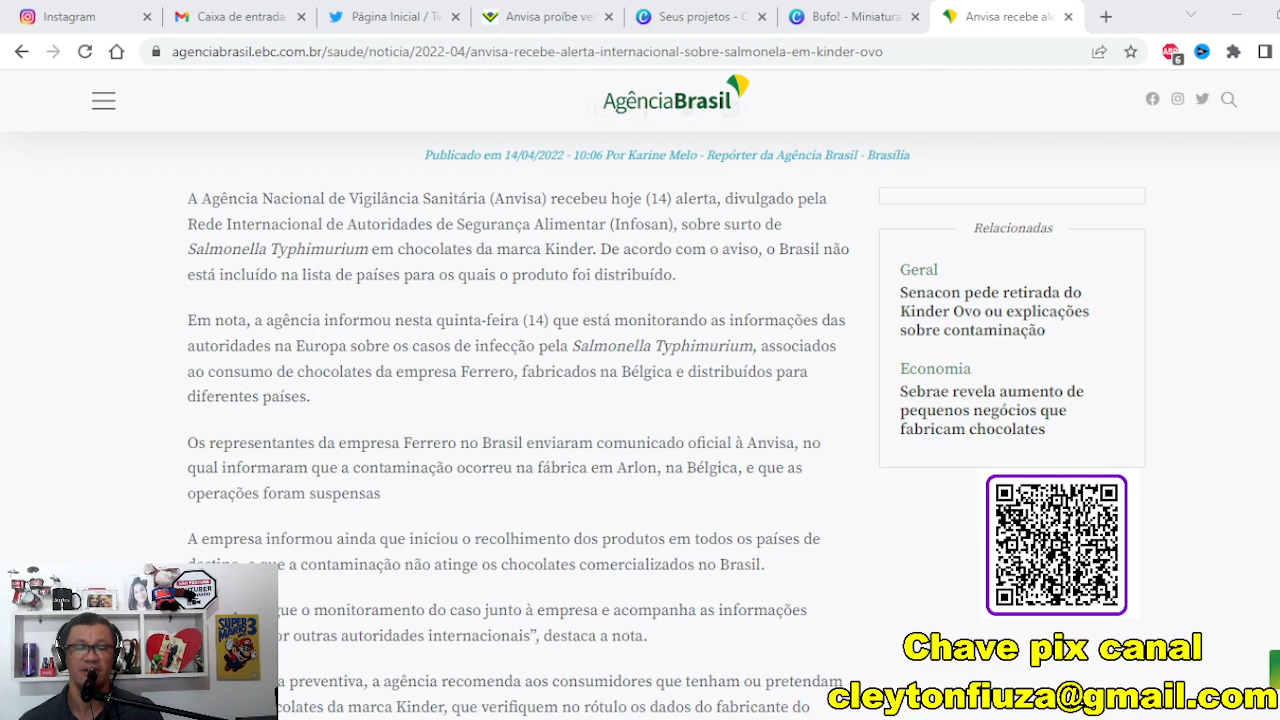 Instagram
Caixa de entrada
Página Inicial / Tw
Anvisa proíbe ver
Seus projetos - C
Bufo! - Miniatura
Anvisa recebe ale
agenciabrasil.ebc.com.br/saude/noticia/2022-04/anvisa-recebe-alerta-internacional-sobre-salmonela-em-kinder-ovo
6
AgênciaBrasil
Publicado em 14/04/2022 - 10:06 Por Karine Melo - Repórter da Agência Brasil - Brasília
A Agência Nacional de Vigilância Sanitária (Anvisa) recebeu hoje (14) alerta, divulgado pela
Rede Internacional de Autoridades de Segurança Alimentar (Infosan), sobre surto de
Salmonella Typhimurium em chocolates da marca Kinder. De acordo com o aviso, o Brasil não
está incluído na lista de países para os quais o produto foi distribuído.
Em nota, a agência informou nesta quinta-feira (14) que está monitorando as informações das
autoridades na Europa sobre os casos de infecção pela Salmonella Typhimurium, associados
ao consumo de chocolates da empresa Ferrero, fabricados na Bélgica e distribuídos para
diferentes países.
Os representantes da empresa Ferrero no Brasil enviaram comunicado oficial à Anvisa, no
qual informaram que a contaminação ocorreu na fábrica em Arlon, na Bélgica, e que as
operações foram suspensas
A empresa informou ainda que iniciou o recolhimento dos produtos em todos os países de
destino, e que a contaminação não atinge os chocolates comercializados no Brasil.
gue o monitoramento do caso junto à empresa e acompanha as informações
or outras autoridades internacionais”, destaca a nota.
a preventiva, a agência recomenda aos consumidores que tenham ou pretendam
colates da marca Kinder, que verifiquem no rótulo os dados do fabricante do
Relacionadas
Geral
Senacon pede retirada do
Kinder Ovo ou explicações
sobre contaminação
Economia
Sebrae revela aumento de
pequenos negócios que
fabricam chocolates
Chave pix canal
cleytonfiuza@gmail.com
YOUTUBER
SUPER
MARIO
3